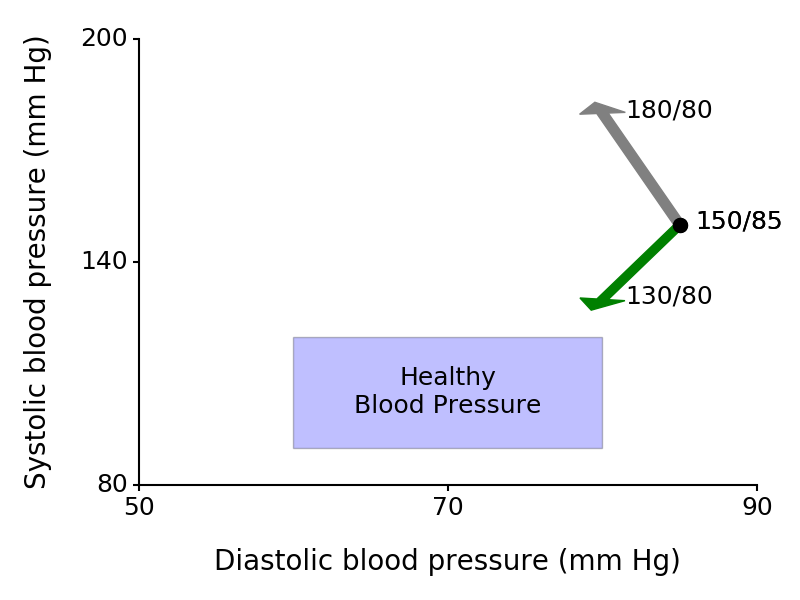 200
180/80
150/85
140
130/80
Healthy
Blood Pressure
80
50
70
90
Systolic blood pressure (mm Hg)
Diastolic blood pressure (mm Hg)